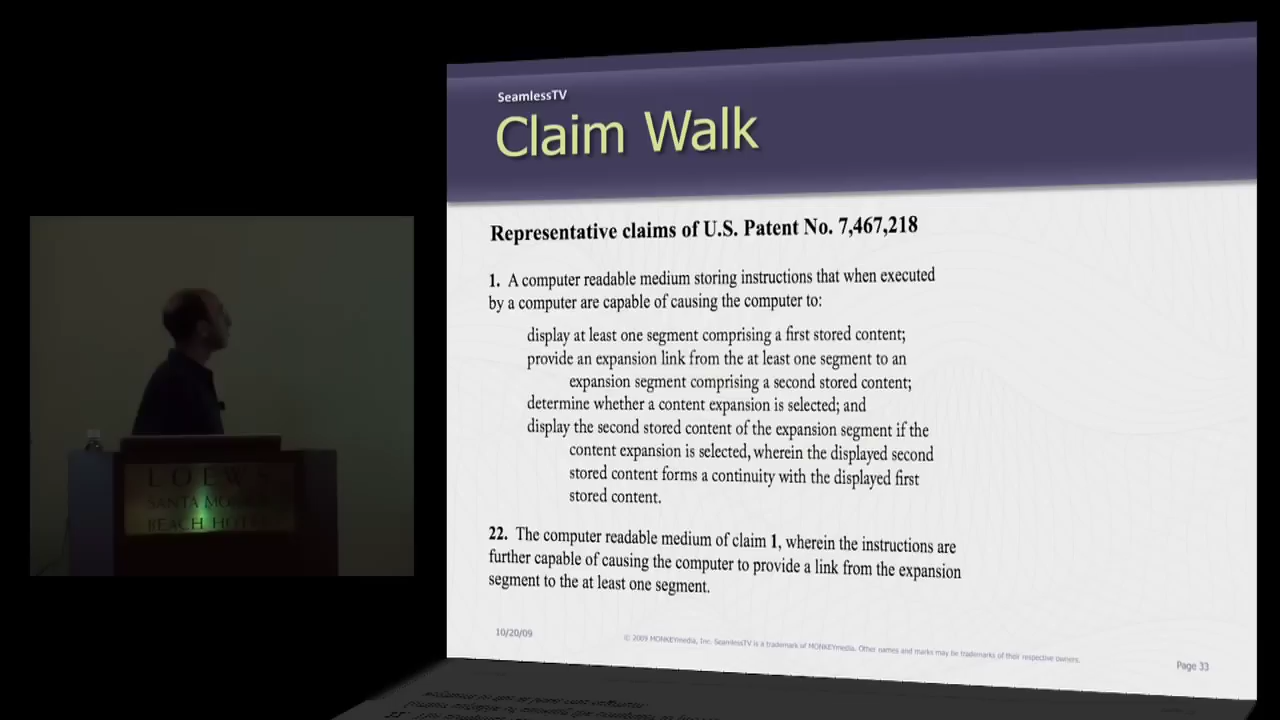 SeamlessTV
Claim Walk
Representative claims of U.S. Patent No. 7,467,218
1. A computer readable medium storing instructions that when executed
by a computer are capable of causing the computer to:
display at least one segment comprising a first stored content;
provide an expansion link from the at least one segment to an
expansion segment comprising a second stored content;
determine whether a content expansion is selected; and
display the second stored content of the expansion segment if the
content expansion is selected, wherein the displayed second
stored content forms a continuity with the displayed first
stored content.
22. The computer readable medium of claim 1, wherein the instructions are
further capable of causing the computer to provide a link from the expansion
segment to the at least one segment.
10/20/09
© 2009 MONKEYmedia, Inc. SeamlessTV is a trademark of MONKEYmedia. Other names and marks may be trademarks of their respective owners.
Page 33
LOEWS
SANTA MONICA
BEACH HOTEL